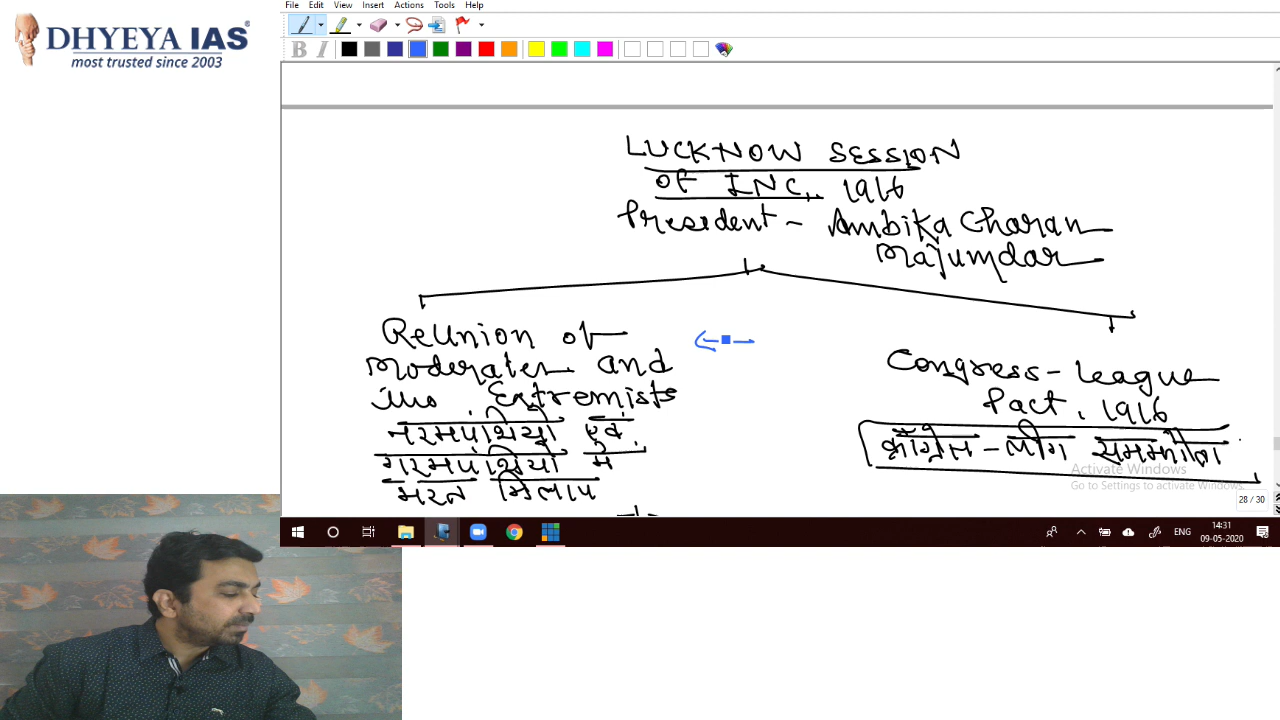 File Edit View Insert Actions Tools Help
DHYEYA IAS®
most trusted since 2003
B I
LUCKNOW SESSION
OF INC, 1916
President - Ambika Charan
Majumdar
Reunion of
Moderates and
Extremists
नरमपंथियों एवं
गरमपंथियों में
भरत मिलाप
Congress-League
Pact, 1916
काँग्रेस-लीग समझौता
Activate Windows
Go to Settings to activate Windows.
28 / 30
ENG
14:31
09-05-2020